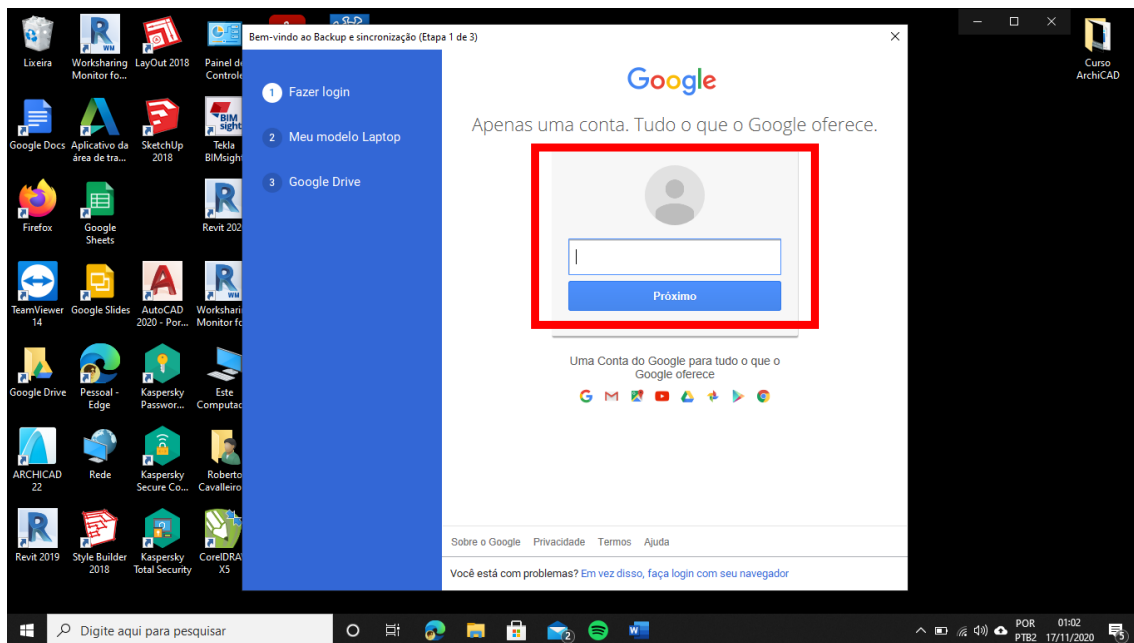 Bem-vindo ao Backup e sincronização (Etapa 1 de 3)
1 Fazer login
2 Meu modelo Laptop
3 Google Drive
Google
Apenas uma conta. Tudo o que o Google oferece.
Próximo
Uma Conta do Google para tudo o que o
Google oferece
Sobre o Google Privacidade Termos Ajuda
Você está com problemas? Em vez disso, faça login com seu navegador
Lixeira
Worksharing
Monitor fo...
LayOut 2018
Painel d
Controle
Google Docs
Aplicativo da
área de tra...
SketchUp
2018
Tekla
BIMsigh
Firefox
Google
Sheets
Revit 202
TeamViewer
14
Google Slides
AutoCAD
2020 - Por...
Workshari
Monitor fo
Google Drive
Pessoal -
Edge
Kaspersky
Passwor...
Este
Computad
ARCHICAD
22
Rede
Kaspersky
Secure Co...
Roberto
Cavalleiro
Revit 2019
Style Builder
2018
Kaspersky
Total Security
CorelDRA
X5
Curso
ArchiCAD
Digite aqui para pesquisar
POR
PTB2
01:02
17/11/2020